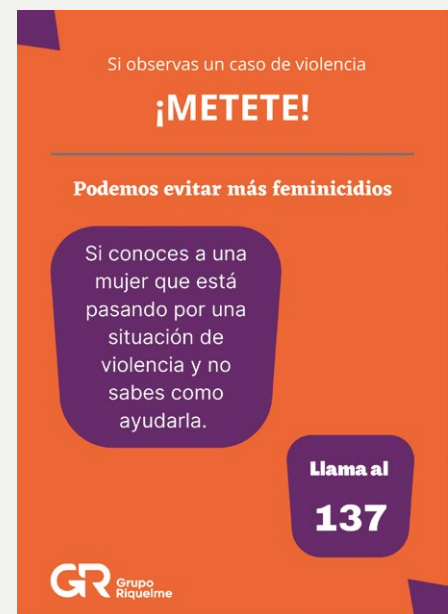 Si observas un caso de violencia
¡METETE!
Podemos evitar más feminicidios
Si conoces a una
mujer que está
pasando por una
situación de
violencia y no
sabes como
ayudarla.
Llama al
137
GR Grupo
Riquelme